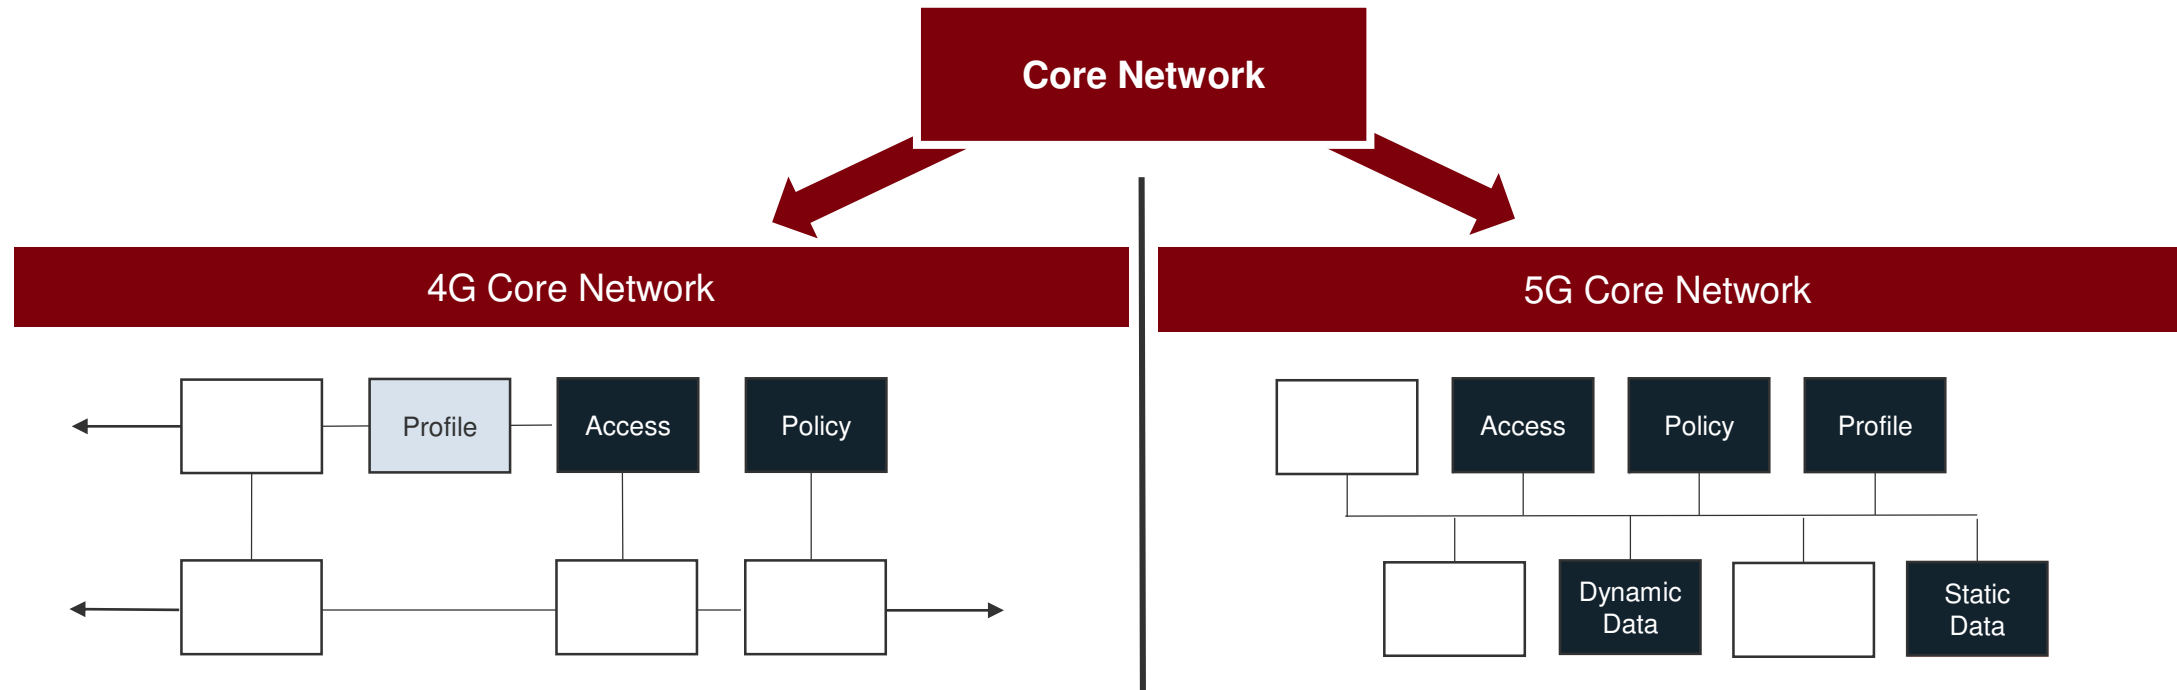 Core Network
4G Core Network
5G Core Network
Profile
Access
Policy
Access
Policy
Profile
Dynamic
Data
Static
Data